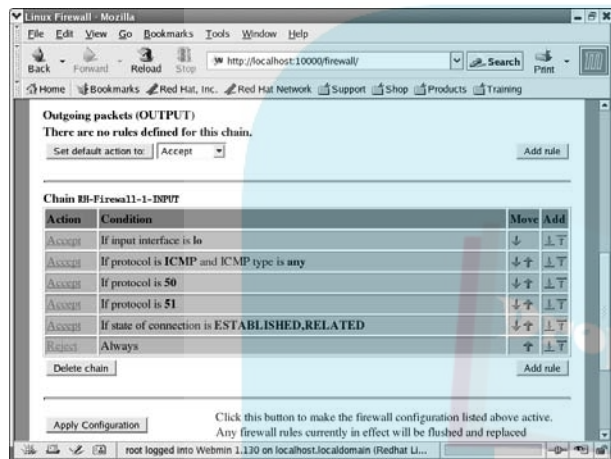 Linux Firewall - Mozilla
File Edit View Go Bookmarks Tools Window Help
Back Forward Reload Stop http://localhost:10000/firewall/ Search Print
Home Bookmarks Red Hat, Inc. Red Hat Network Support Shop Products Training
Outgoing packets (OUTPUT)
There are no rules defined for this chain.
Set default action to: Accept Add rule
Chain RH-Firewall-1-INPUT
Action Condition Move Add
Accept If input interface is lo
Accept If protocol is ICMP and ICMP type is any
Accept If protocol is 50
Accept If protocol is 51
Accept If state of connection is ESTABLISHED,RELATED
Reject Always
Delete chain Add rule
Apply Configuration Click this button to make the firewall configuration listed above active.
Any firewall rules currently in effect will be flushed and replaced
root logged into Webmin 1.130 on localhost.localdomain (Redhat Li...